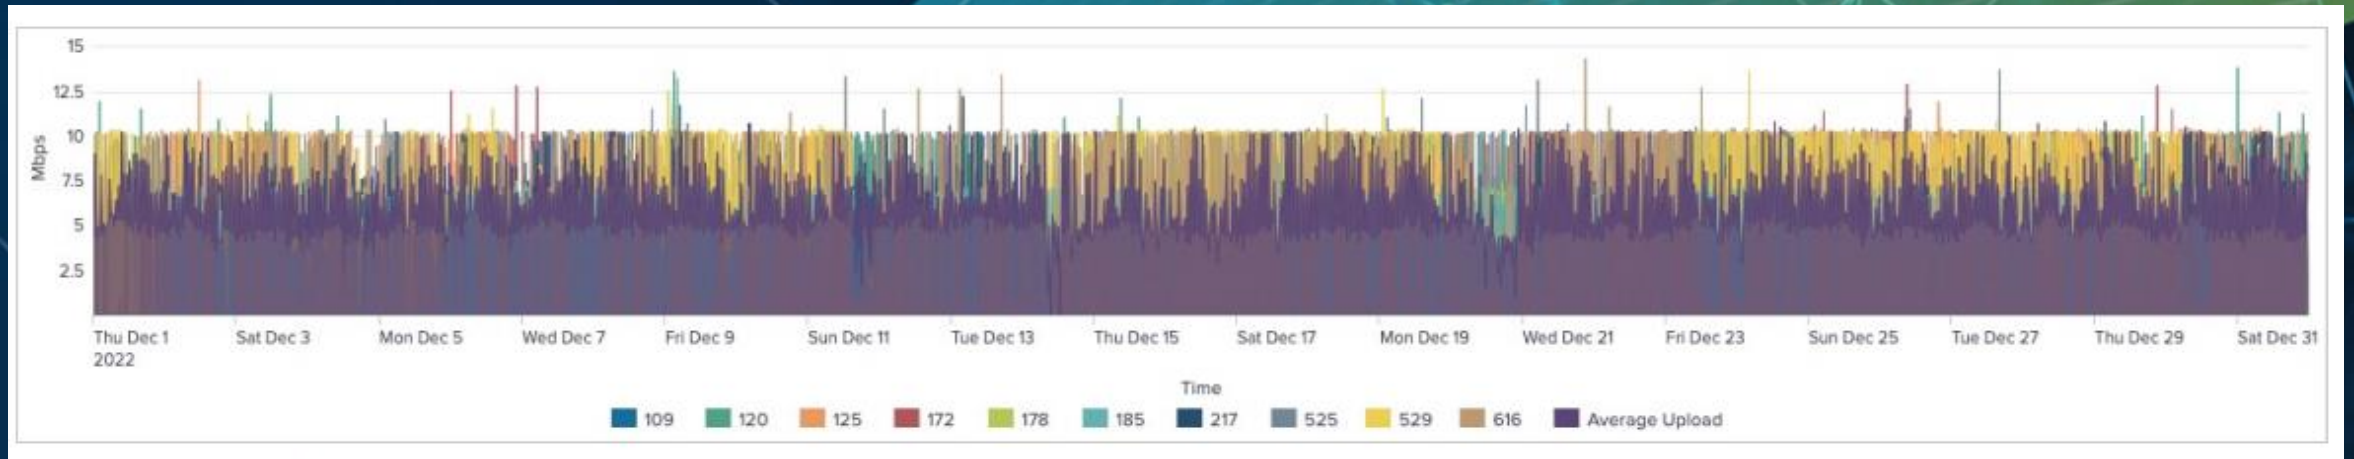 15
12.5
10
7.5
5
2.5
Mbps
Thu Dec 1 Sat Dec 3 Mon Dec 5 Wed Dec 7 Fri Dec 9 Sun Dec 11 Tue Dec 13 Thu Dec 15 Sat Dec 17 Mon Dec 19 Wed Dec 21 Fri Dec 23 Sun Dec 25 Tue Dec 27 Thu Dec 29 Sat Dec 31
2022
Time
109 120 125 172 178 185 217 525 529 616 Average Upload